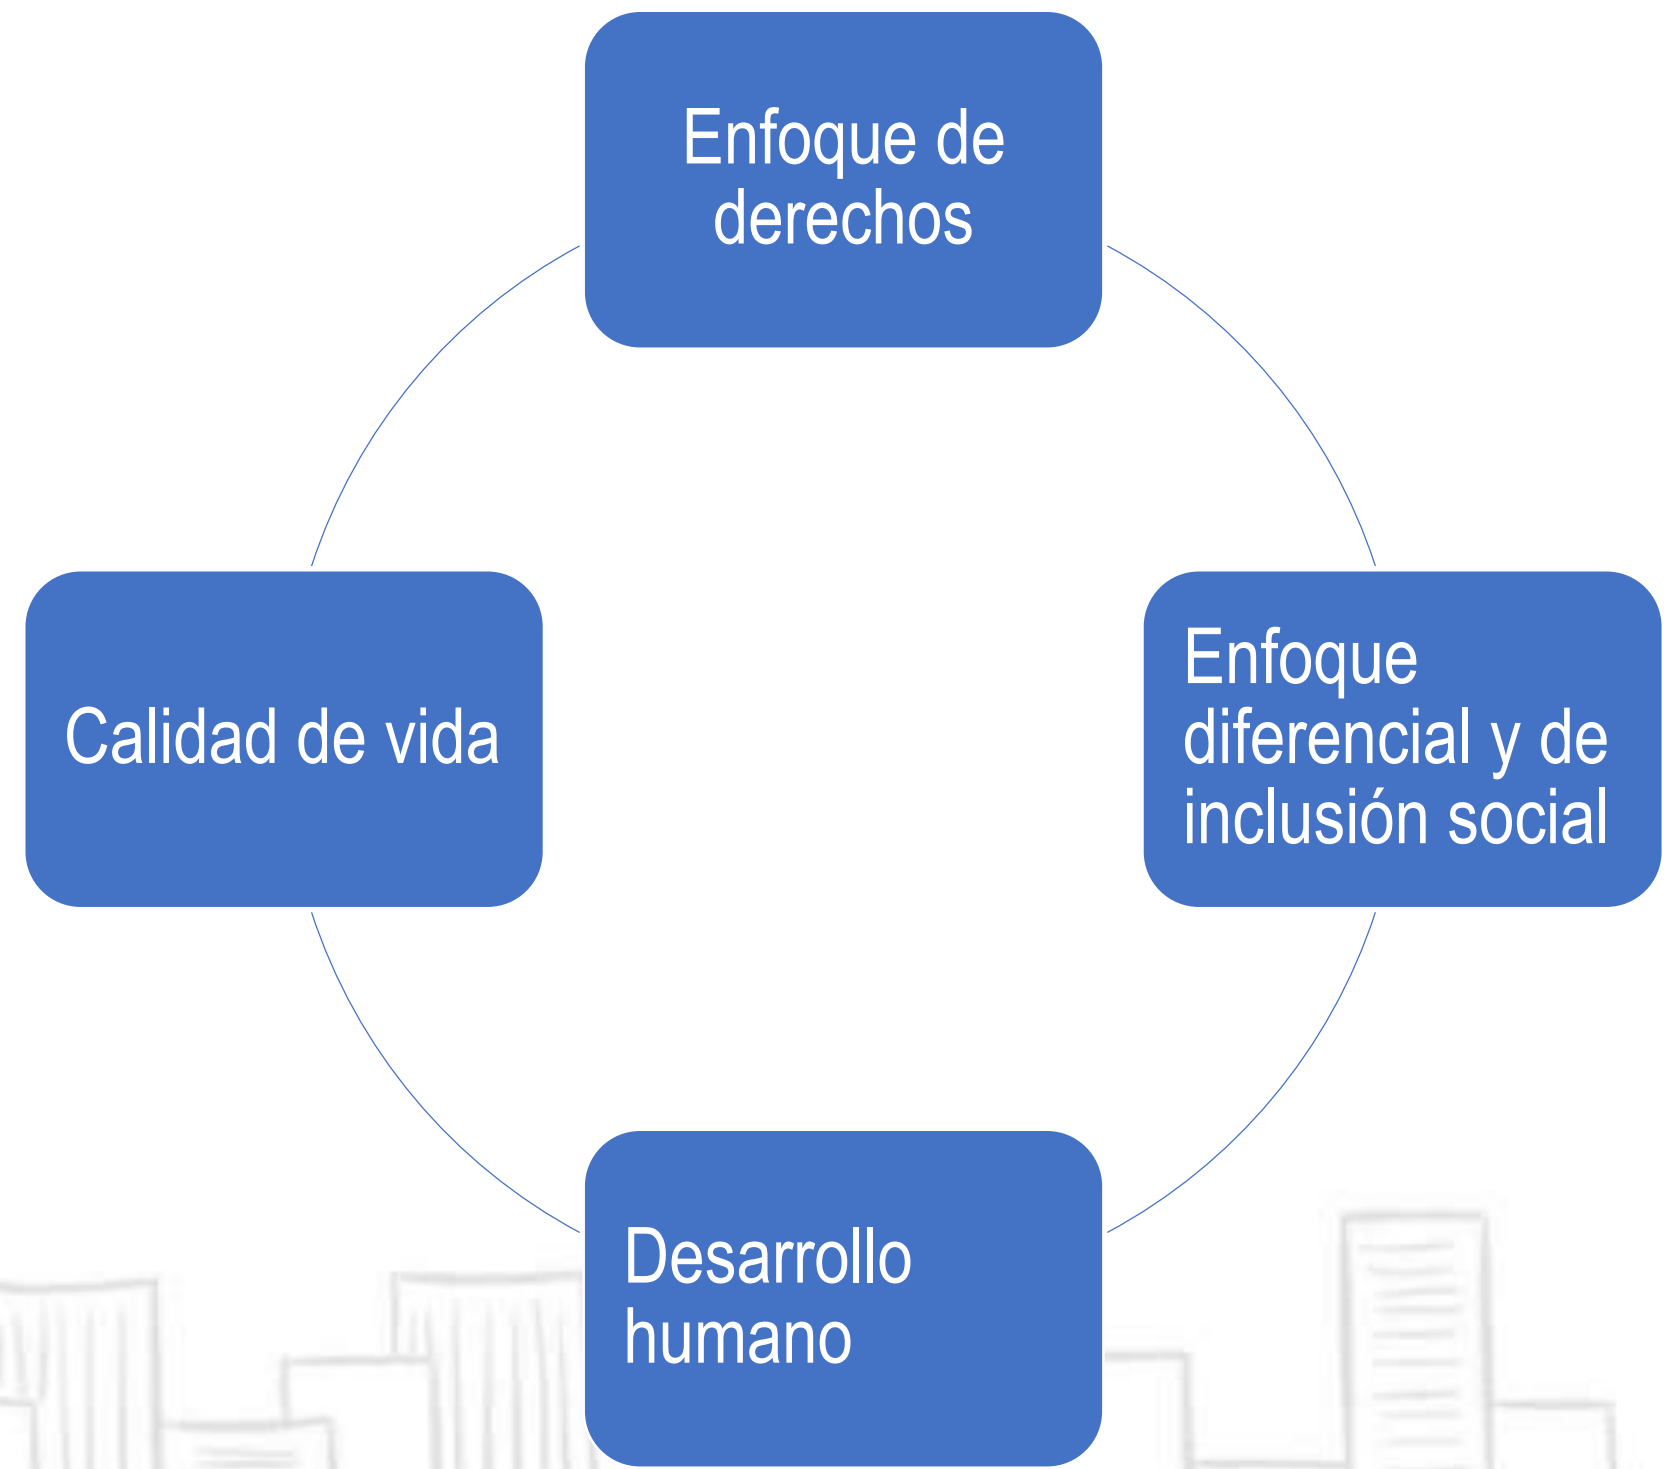 Enfoque de
derechos
Enfoque
diferencial y de
inclusión social
Desarrollo
humano
Calidad de vida